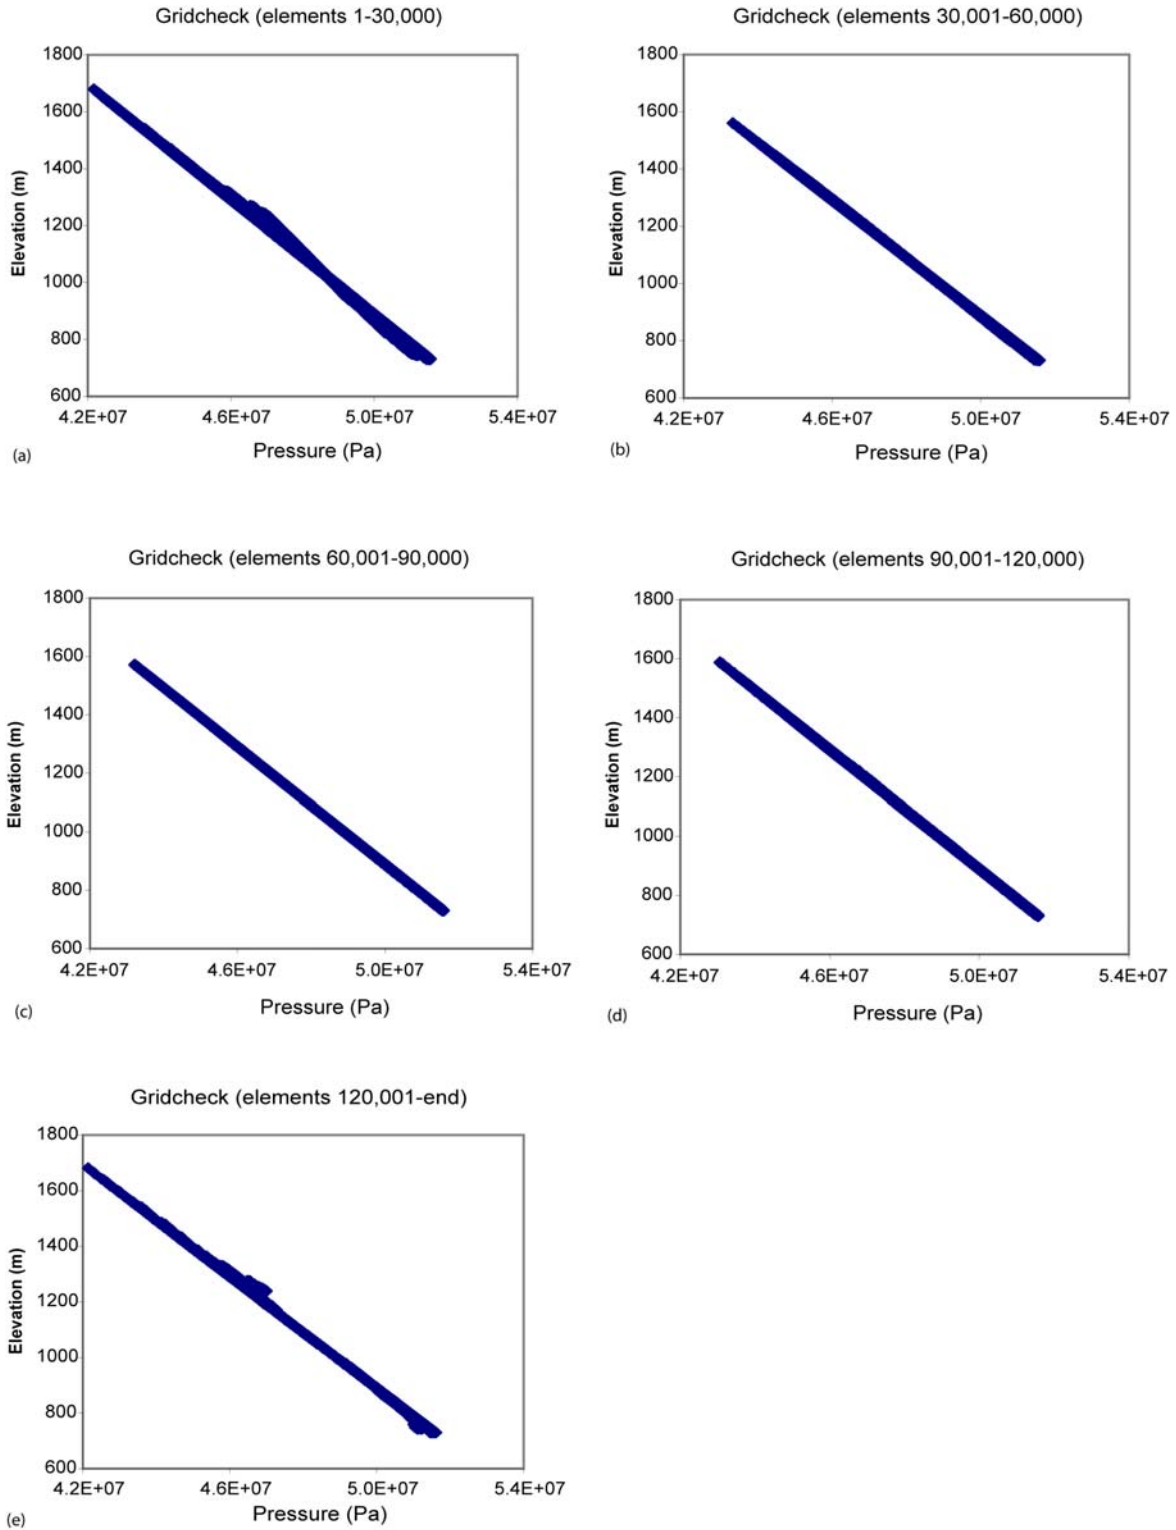 Gridcheck (elements 1-30,000)
1800
1600
1400
1200
1000
800
600
Elevation (m)
4.2E+07 4.6E+07 5.0E+07 5.4E+07
Pressure (Pa)
(a)
Gridcheck (elements 30,001-60,000)
1800
1600
1400
1200
1000
800
600
Elevation (m)
4.2E+07 4.6E+07 5.0E+07 5.4E+07
Pressure (Pa)
(b)
Gridcheck (elements 60,001-90,000)
1800
1600
1400
1200
1000
800
600
Elevation (m)
4.2E+07 4.6E+07 5.0E+07 5.4E+07
Pressure (Pa)
(c)
Gridcheck (elements 90,001-120,000)
1800
1600
1400
1200
1000
800
600
Elevation (m)
4.2E+07 4.6E+07 5.0E+07 5.4E+07
Pressure (Pa)
(d)
Gridcheck (elements 120,001-end)
1800
1600
1400
1200
1000
800
600
Elevation (m)
4.2E+07 4.6E+07 5.0E+07 5.4E+07
Pressure (Pa)
(e)